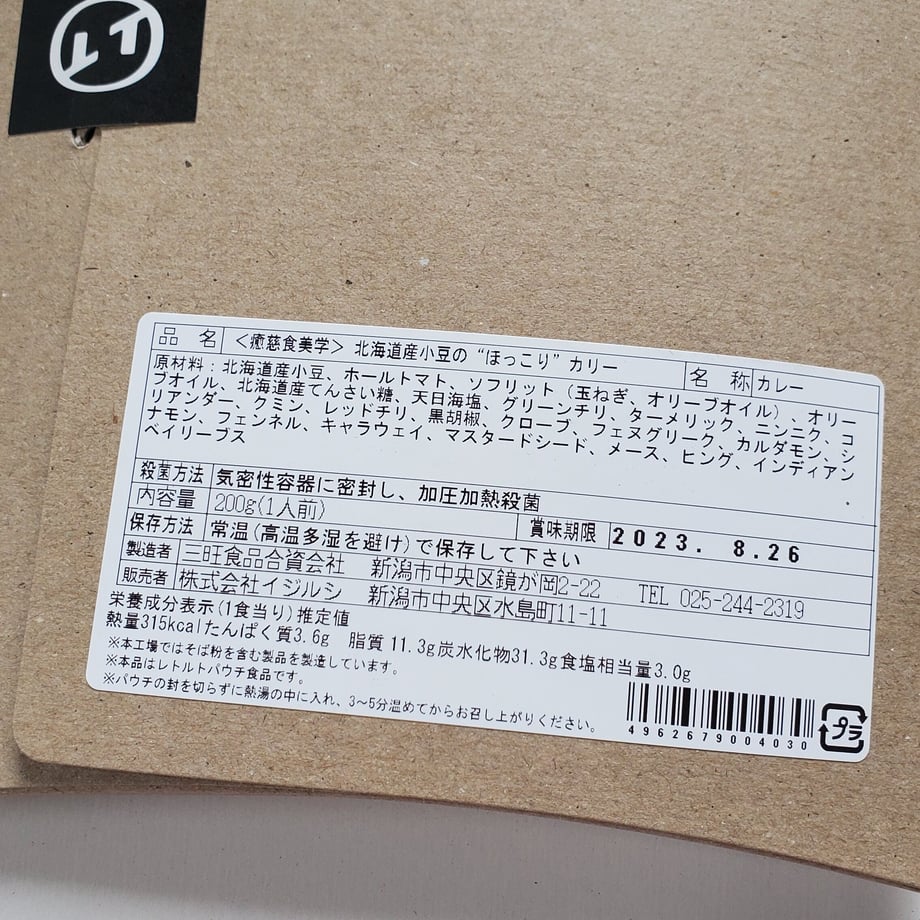 品名 <癒慈食美学> 北海道産小豆の“ほっこり”カリー 名称 カレー
原材料：北海道産小豆、ホールトマト、ソフリット（玉ねぎ、オリーブオイル）、オリー
ブオイル、北海道産てんさい糖、天日海塩、グリーンチリ、ターメリック、ニンニク、コ
リアンダー、クミン、レッドチリ、黒胡椒、クローブ、フェヌグリーク、カルダモン、シ
ナモン、フェンネル、キャラウェイ、マスタードシード、メース、ヒング、インディアン
ベイリーブス
殺菌方法 気密性容器に密封し、加圧加熱殺菌
内容量 200g(1人前) 賞味期限 2023. 8.26
保存方法 常温(高温多湿を避け)で保存して下さい
製造者 三旺食品合資会社 新潟市中央区鏡が岡2-22 TEL 025-244-2319
販売者 株式会社イジルシ 新潟市中央区水島町11-11
栄養成分表示(1食当り)推定値
熱量315kcalたんぱく質3.6g 脂質11.3g炭水化物31.3g食塩相当量3.0g
※本工場ではそば粉を含む製品を製造しています。
※本品はレトルトパウチ食品です。
※パウチの封を切らずに熱湯の中に入れ、3〜5分温めてからお召し上がりください。
4962679004030
プラ